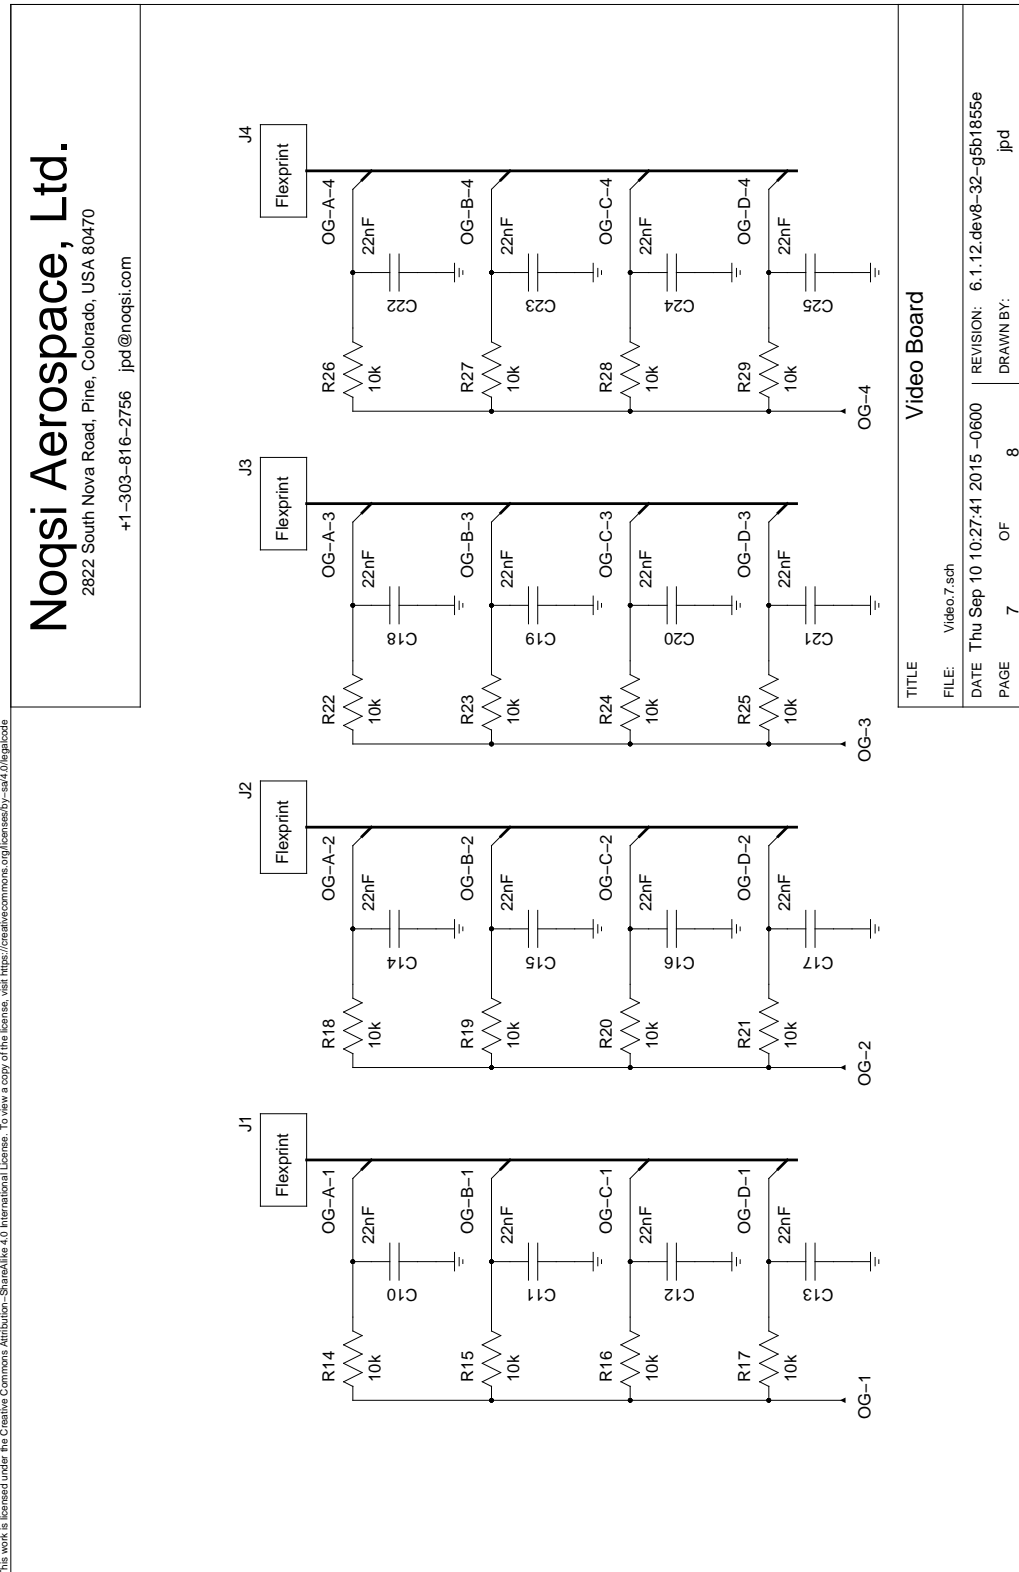 This work is licensed under the Creative Commons Attribution−ShareAlike 4.0 International License. To view a copy of the license, visit https://creativecommons.org/licenses/by−sa/4.0/legalcode
Noqsi Aerospace, Ltd.
2822 South Nova Road, Pine, Colorado, USA 80470
+1−303−816−2756 jpd@noqsi.com
J1
Flexprint
OG−A−1
22nF
C10
R14
10k
OG−B−1
22nF
C11
R15
10k
OG−C−1
22nF
C12
R16
10k
OG−D−1
22nF
C13
R17
10k
OG−1
J2
Flexprint
OG−A−2
22nF
C14
R18
10k
OG−B−2
22nF
C15
R19
10k
OG−C−2
22nF
C16
R20
10k
OG−D−2
22nF
C17
R21
10k
OG−2
J3
Flexprint
OG−A−3
22nF
C18
R22
10k
OG−B−3
22nF
C19
R23
10k
OG−C−3
22nF
C20
R24
10k
OG−D−3
22nF
C21
R25
10k
OG−3
J4
Flexprint
OG−A−4
22nF
C22
R26
10k
OG−B−4
22nF
C23
R27
10k
OG−C−4
22nF
C24
R28
10k
OG−D−4
22nF
C25
R29
10k
OG−4
TITLE
Video Board
FILE: Video.7.sch
DATE Thu Sep 10 10:27:41 2015 −0600
REVISION: 6.1.12.dev8−32−g5b1855e
PAGE 7 OF 8
DRAWN BY: jpd